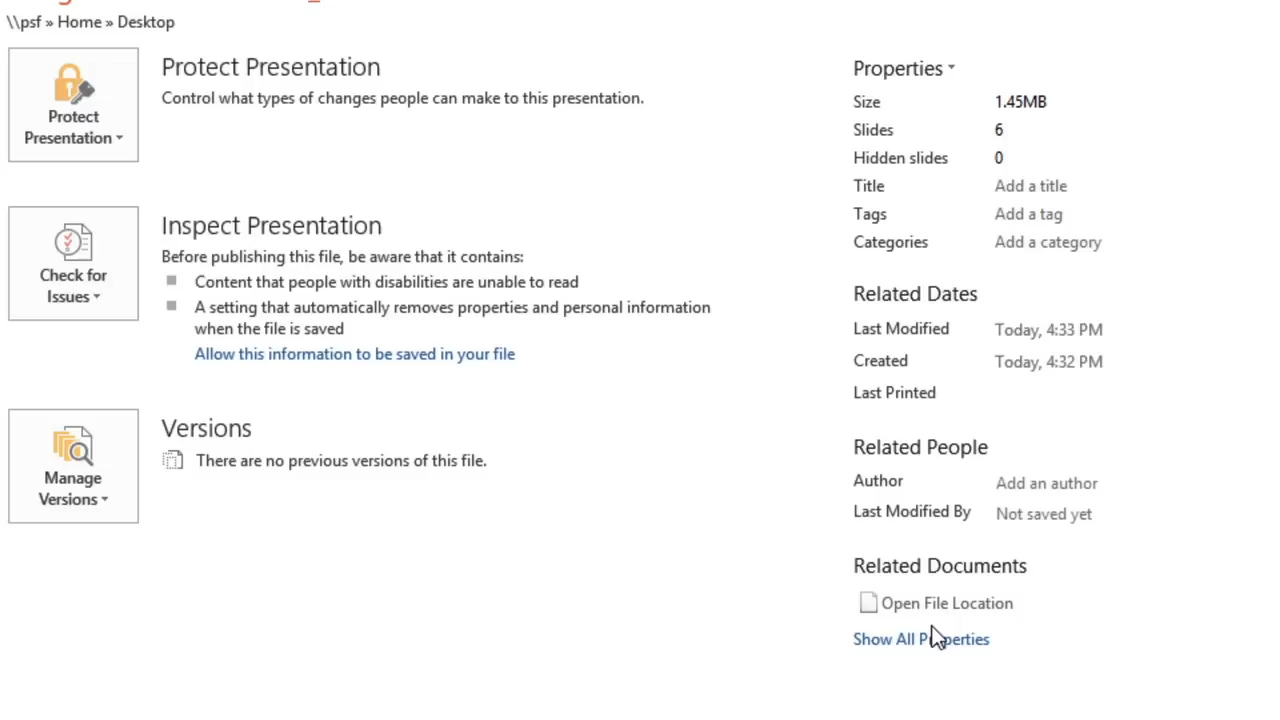 \\psf » Home » Desktop
Protect
Presentation
Protect Presentation
Control what types of changes people can make to this presentation.
Check for
Issues
Inspect Presentation
Before publishing this file, be aware that it contains:
Content that people with disabilities are unable to read
A setting that automatically removes properties and personal information
when the file is saved
Allow this information to be saved in your file
Manage
Versions
Versions
There are no previous versions of this file.
Properties
Size 1.45MB
Slides 6
Hidden slides 0
Title Add a title
Tags Add a tag
Categories Add a category
Related Dates
Last Modified Today, 4:33 PM
Created Today, 4:32 PM
Last Printed
Related People
Author Add an author
Last Modified By Not saved yet
Related Documents
Open File Location
Show All Properties